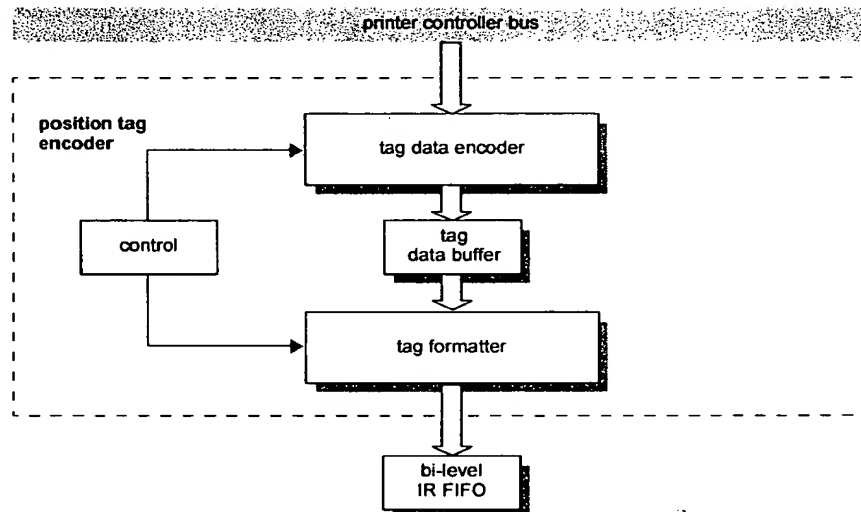 printer controller bus
position tag
encoder
tag data encoder
control
tag
data buffer
tag formatter
bi-level
IR FIFO